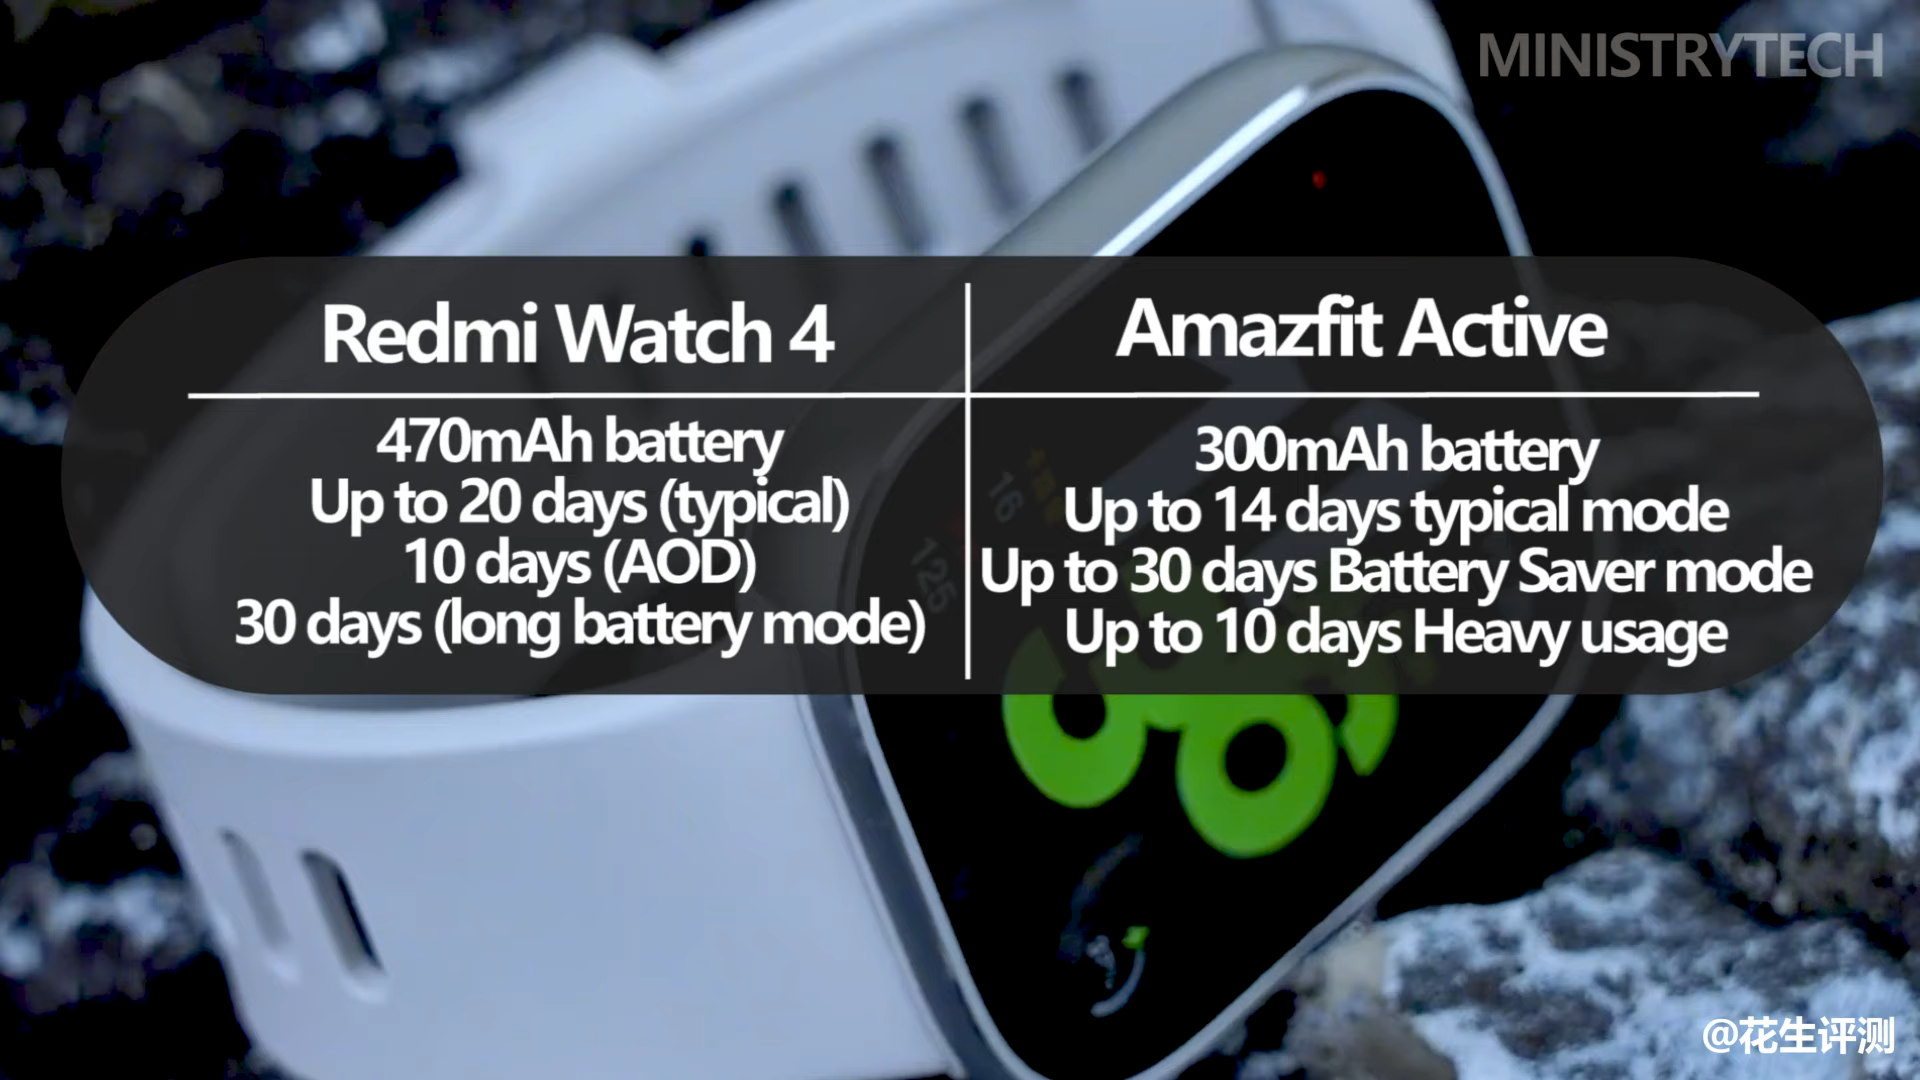 MINISTRYTECH
Redmi Watch 4
470mAh battery
Up to 20 days (typical)
10 days (AOD)
30 days (long battery mode)
Amazfit Active
300mAh battery
Up to 14 days typical mode
Up to 30 days Battery Saver mode
Up to 10 days Heavy usage
16
125
@花生评测